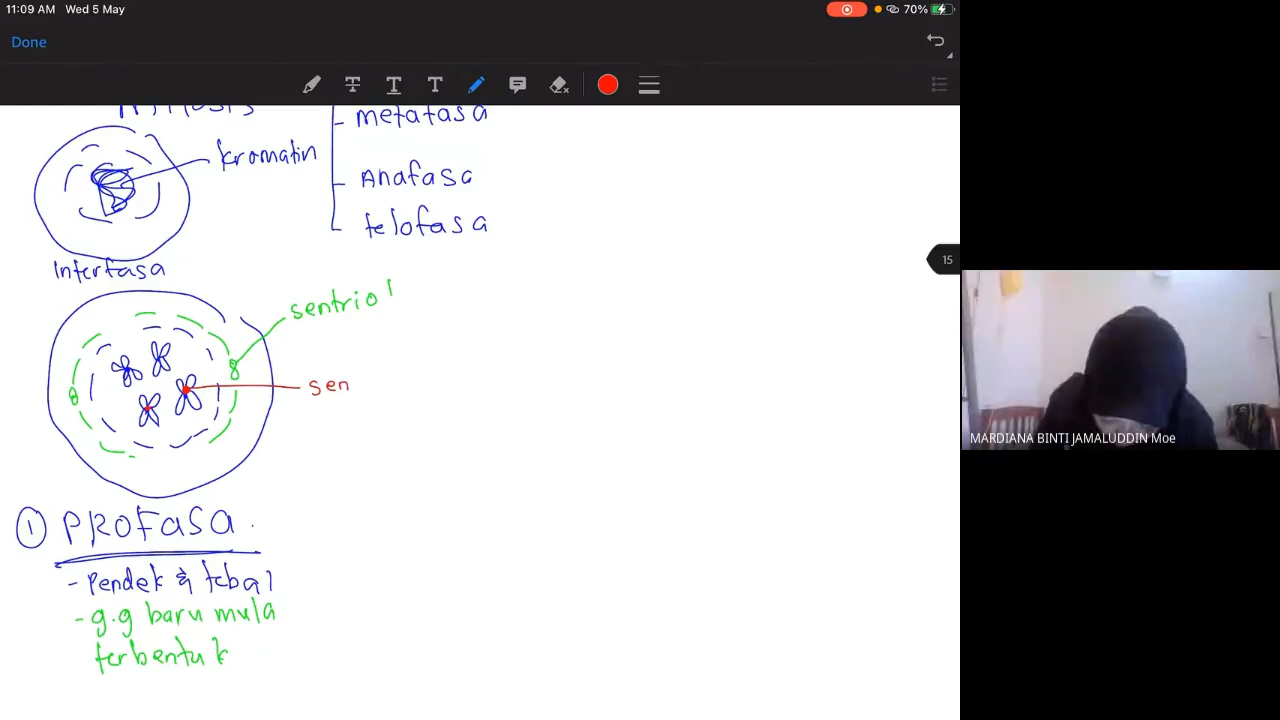 11:09 AM Wed 5 May
70%
Done
T T T
metafasa
kromatin
Anafasa
telofasa
Interfasa
15
sentriol
sen
MARDIANA BINTI JAMALUDDIN Moe
1 PROFASA
- Pendek & tebal
- g.g baru mula
terbentuk